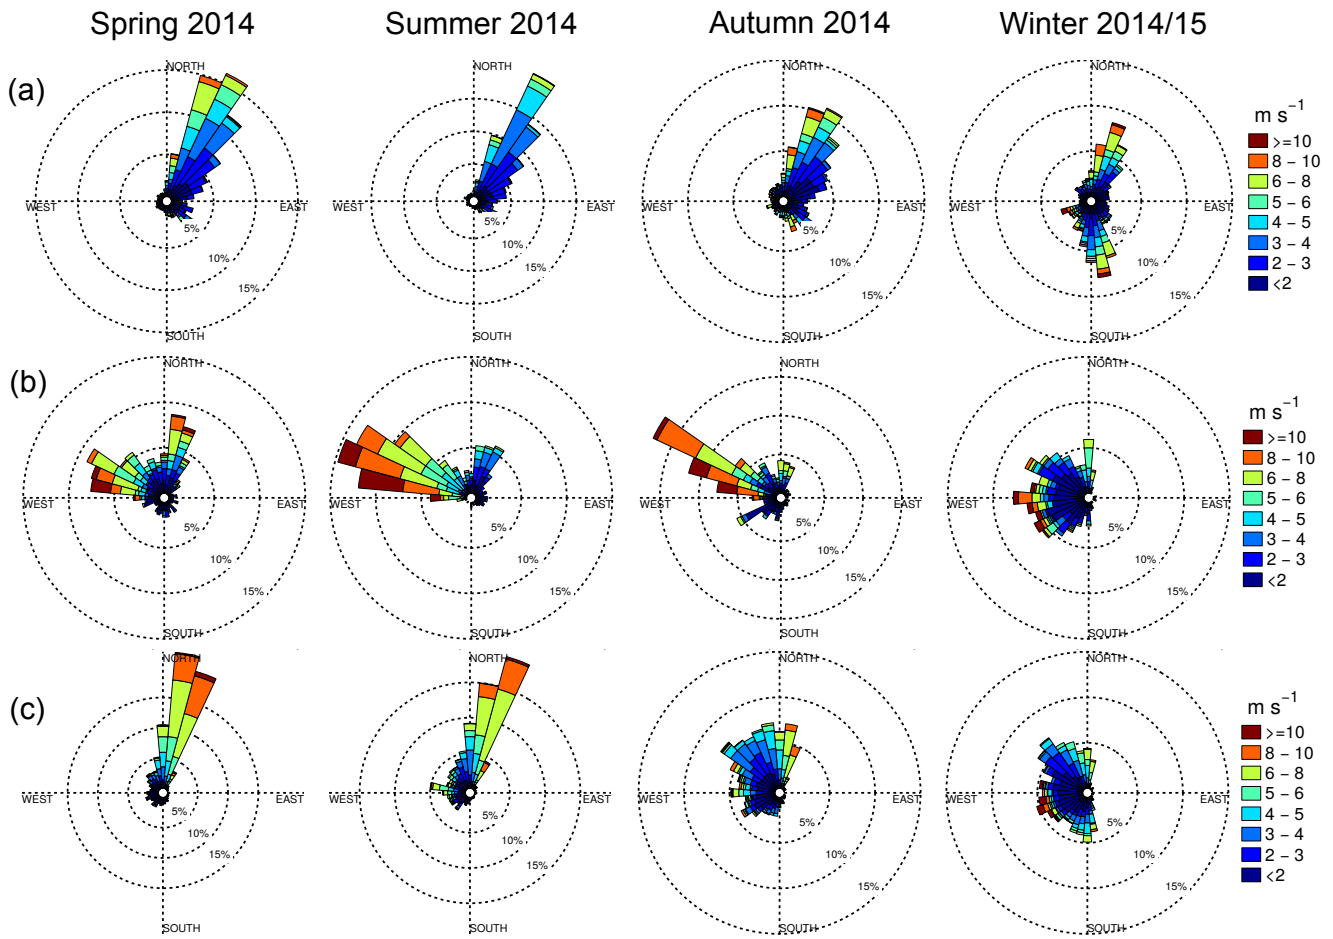 Spring 2014 Summer 2014 Autumn 2014 Winter 2014/15
(a)
NORTH NORTH NORTH NORTH
WEST EAST WEST EAST WEST EAST WEST EAST
5% 5% 5% 5%
10% 10% 10% 10%
15% 15% 15% 15%
SOUTH SOUTH SOUTH SOUTH
m s⁻¹
>=10
8 – 10
6 – 8
5 – 6
4 – 5
3 – 4
2 – 3
<2
(b)
NORTH NORTH NORTH NORTH
WEST EAST WEST EAST WEST EAST WEST EAST
5% 5% 5% 5%
10% 10% 10% 10%
15% 15% 15% 15%
SOUTH SOUTH SOUTH SOUTH
m s⁻¹
>=10
8 – 10
6 – 8
5 – 6
4 – 5
3 – 4
2 – 3
<2
(c)
NORTH NORTH NORTH NORTH
WEST EAST WEST EAST WEST EAST WEST EAST
5% 5% 5% 5%
10% 10% 10% 10%
15% 15% 15% 15%
SOUTH SOUTH SOUTH SOUTH
m s⁻¹
>=10
8 – 10
6 – 8
5 – 6
4 – 5
3 – 4
2 – 3
<2